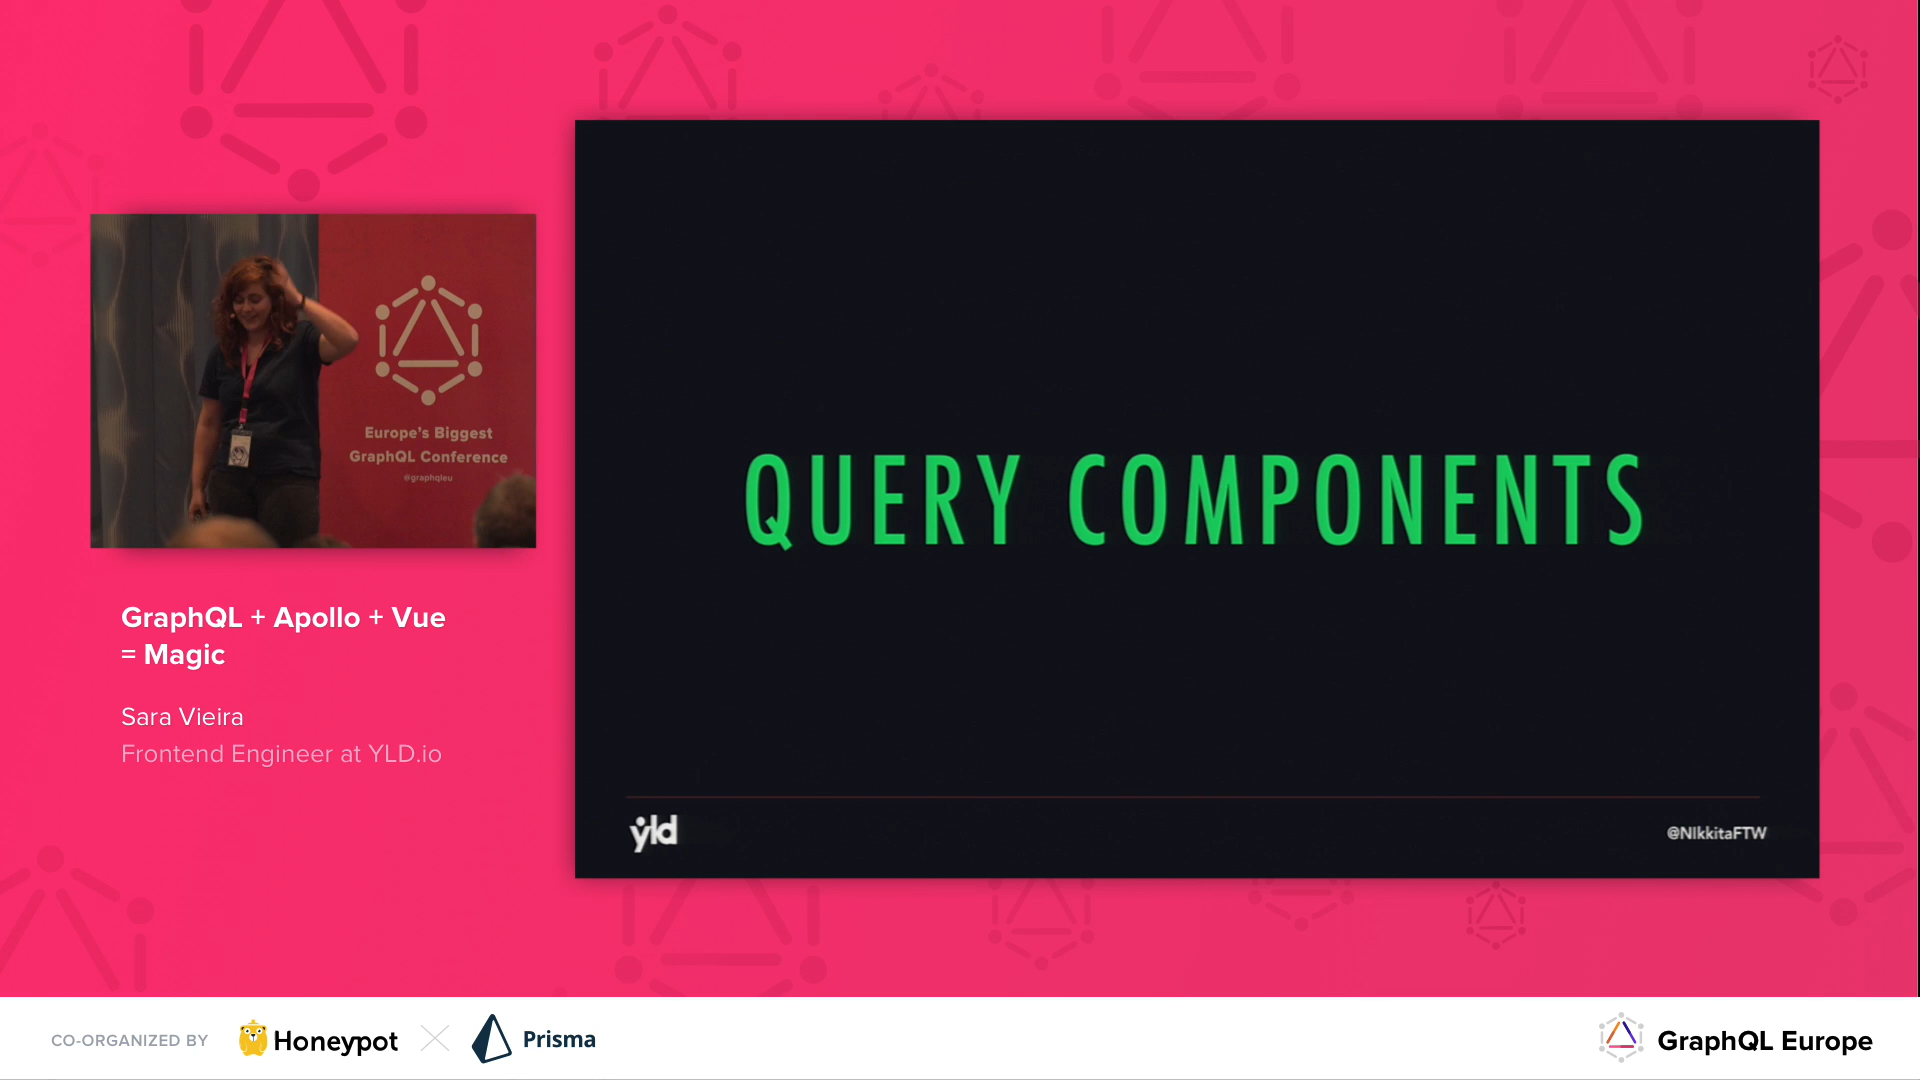 Europe's Biggest
GraphQL Conference
@graphqleu
GraphQL + Apollo + Vue
= Magic
Sara Vieira
Frontend Engineer at YLD.io
QUERY COMPONENTS
yld
@NIkkitaFTW
CO-ORGANIZED BY
Honeypot
Prisma
GraphQL Europe